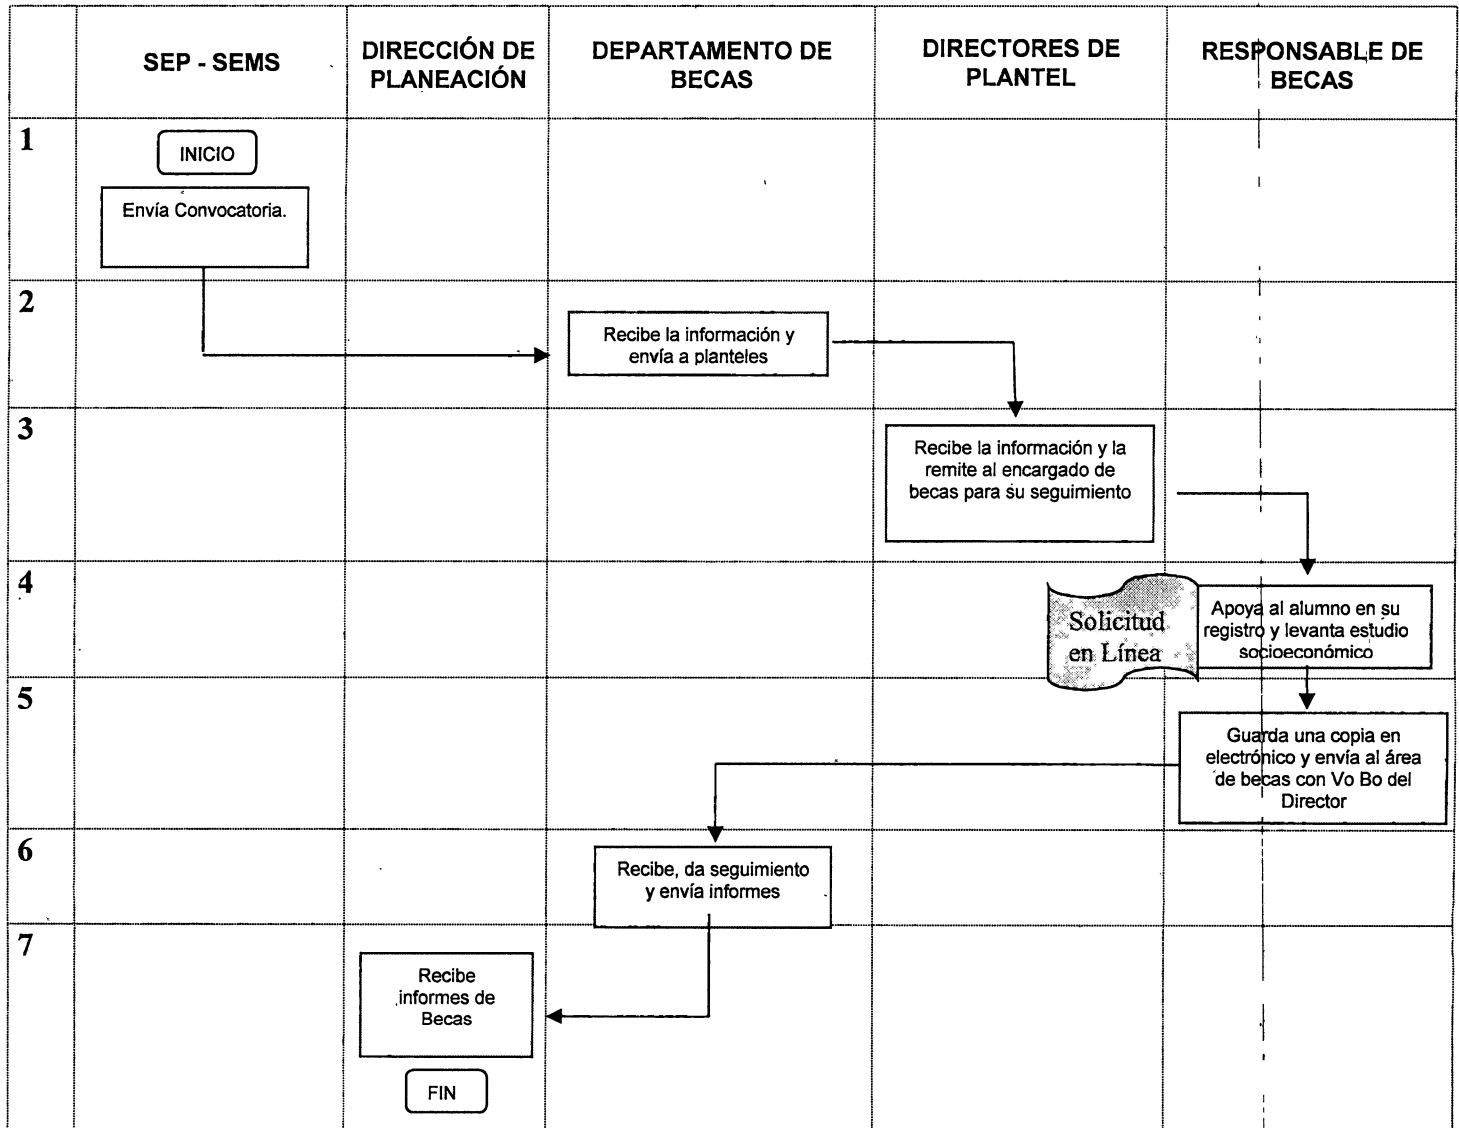 SEP - SEMS
DIRECCIÓN DE
PLANEACIÓN
DEPARTAMENTO DE
BECAS
DIRECTORES DE
PLANTEL
RESPONSABLE DE
BECAS
1
INICIO
Envía Convocatoria.
2
Recibe la información y
envía a planteles
3
Recibe la información y la
remite al encargado de
becas para su seguimiento
4
Solicitud
en Línea
Apoya al alumno en su
registro y levanta estudio
socioeconómico
5
Guarda una copia en
electrónico y envía al área
de becas con Vo Bo del
Director
6
Recibe, da seguimiento
y envía informes
7
Recibe
informes de
Becas
FIN